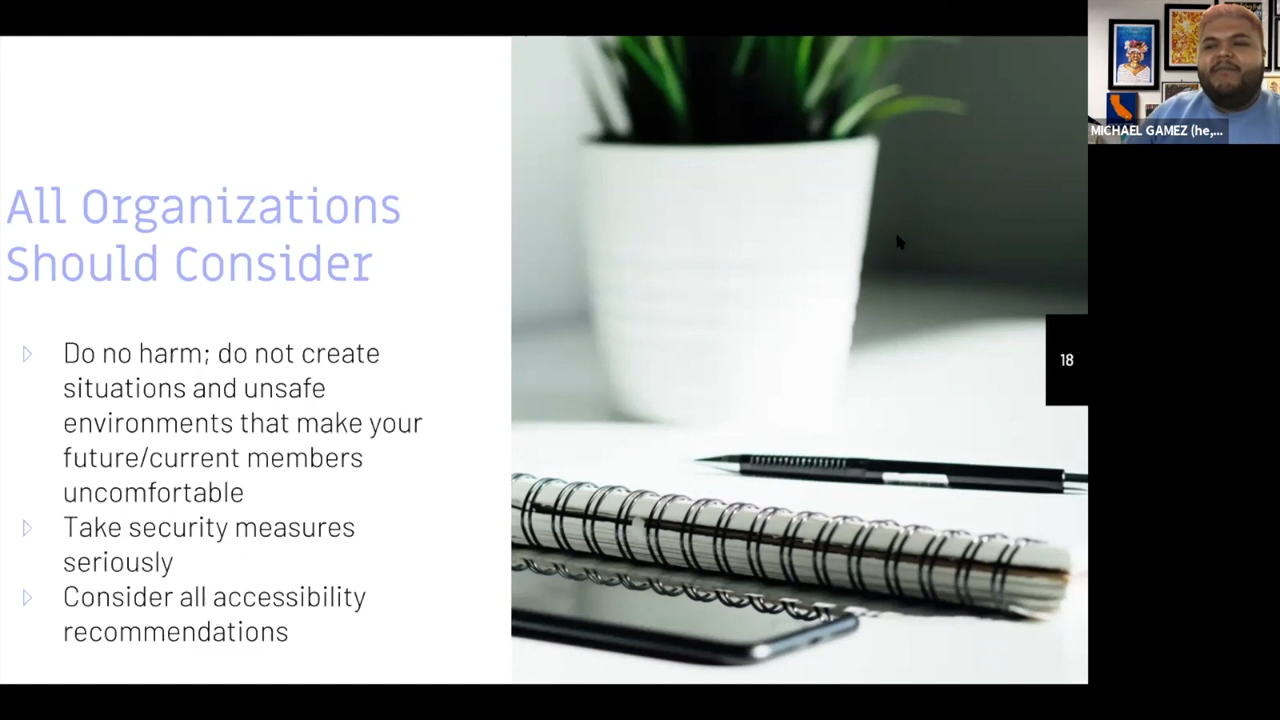 All Organizations
Should Consider
Do no harm; do not create
situations and unsafe
environments that make your
future/current members
uncomfortable
Take security measures
seriously
Consider all accessibility
recommendations
18
MICHAEL GAMEZ (he,...